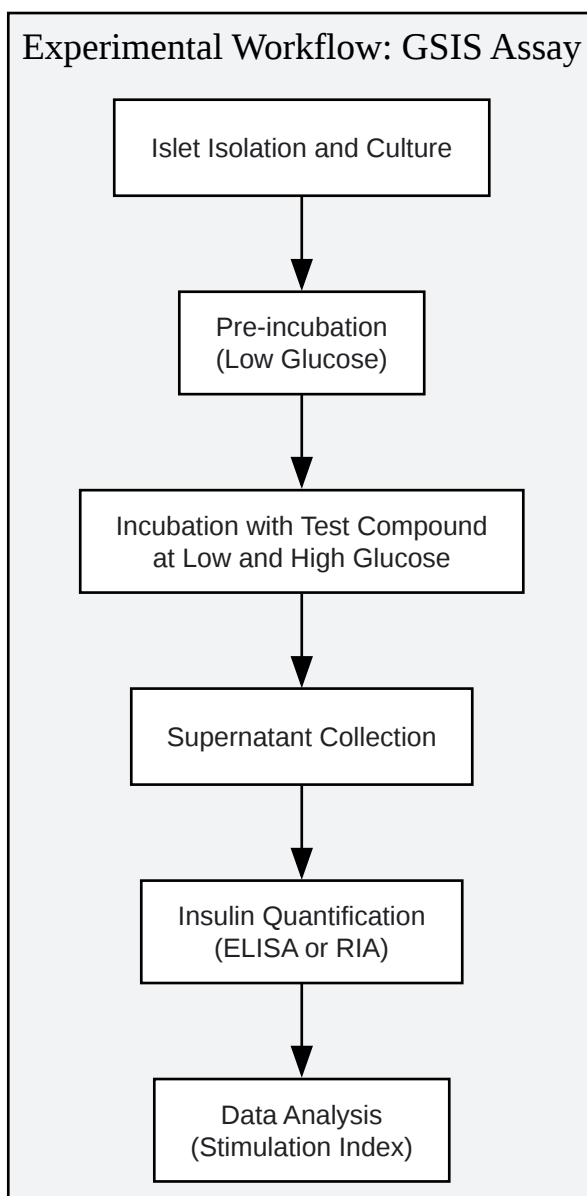 Experimental Workflow: GSIS Assay
Islet Isolation and Culture
Pre-incubation
(Low Glucose)
Incubation with Test Compound
at Low and High Glucose
Supernatant Collection
Insulin Quantification
(ELISA or RIA)
Data Analysis
(Stimulation Index)